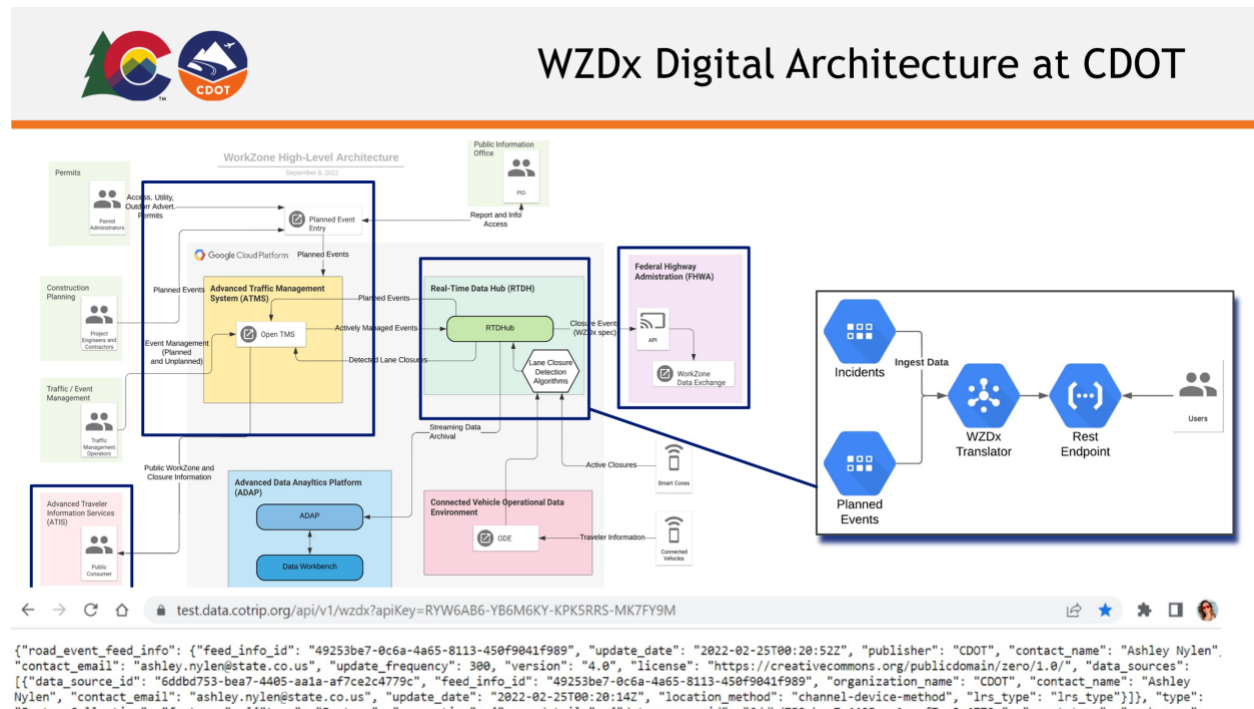 CDOT
WZDx Digital Architecture at CDOT
WorkZone High-Level Architecture
September 8, 2022
Permits
Permit
Administrators
Access, Utility,
Outdorr Advert.
Permits
Planned Event
Entry
Public Information
Office
PIO
Report and Info
Access
Google Cloud Platform
Planned Events
Construction
Planning
Project
Engineers and
Contractors
Planned Events
Advanced Traffic Management
System (ATMS)
Open TMS
Planned Events
Actively Managed Events
Detected Lane Closures
Event Management
(Planned
and Unplanned)
Real-Time Data Hub (RTDH)
RTDHub
Lane Closure
Detection
Algorithms
Closure Event
(WZDx spec)
Federal Highway
Admistration (FHWA)
API
WorkZone
Data Exchange
Traffic / Event
Management
Traffic
Management
Operators
Streaming Data
Archival
Active Closures
Smart Cones
Public WorkZone and
Closure Information
Advanced Traveler
Information Services
(ATIS)
Public
Consumer
Advanced Data Anayltics Platform
(ADAP)
ADAP
Data Workbench
Connected Vehicle Operational Data
Environment
ODE
Traveler Information
Connected
Vehicles
Incidents
Ingest Data
Planned
Events
WZDx
Translator
Rest
Endpoint
Users
test.data.cotrip.org/api/v1/wzdx?apiKey=RYW6AB6-YB6M6KY-KPK5RRS-MK7FY9M
{"road_event_feed_info": {"feed_info_id": "49253be7-0c6a-4a65-8113-450f9041f989", "update_date": "2022-02-25T00:20:52Z", "publisher": "CDOT", "contact_name": "Ashley Nylen",
"contact_email": "ashley.nylen@state.co.us", "update_frequency": 300, "version": "4.0", "license": "https://creativecommons.org/publicdomain/zero/1.0/", "data_sources":
[{"data_source_id": "6ddbd753-bea7-4405-aa1a-af7ce2c4779c", "feed_info_id": "49253be7-0c6a-4a65-8113-450f9041f989", "organization_name": "CDOT", "contact_name": "Ashley
Nylen", "contact_email": "ashley.nylen@state.co.us", "update_date": "2022-02-25T00:20:14Z", "location_method": "channel-device-method", "lrs_type": "lrs_type"}]}, "type":